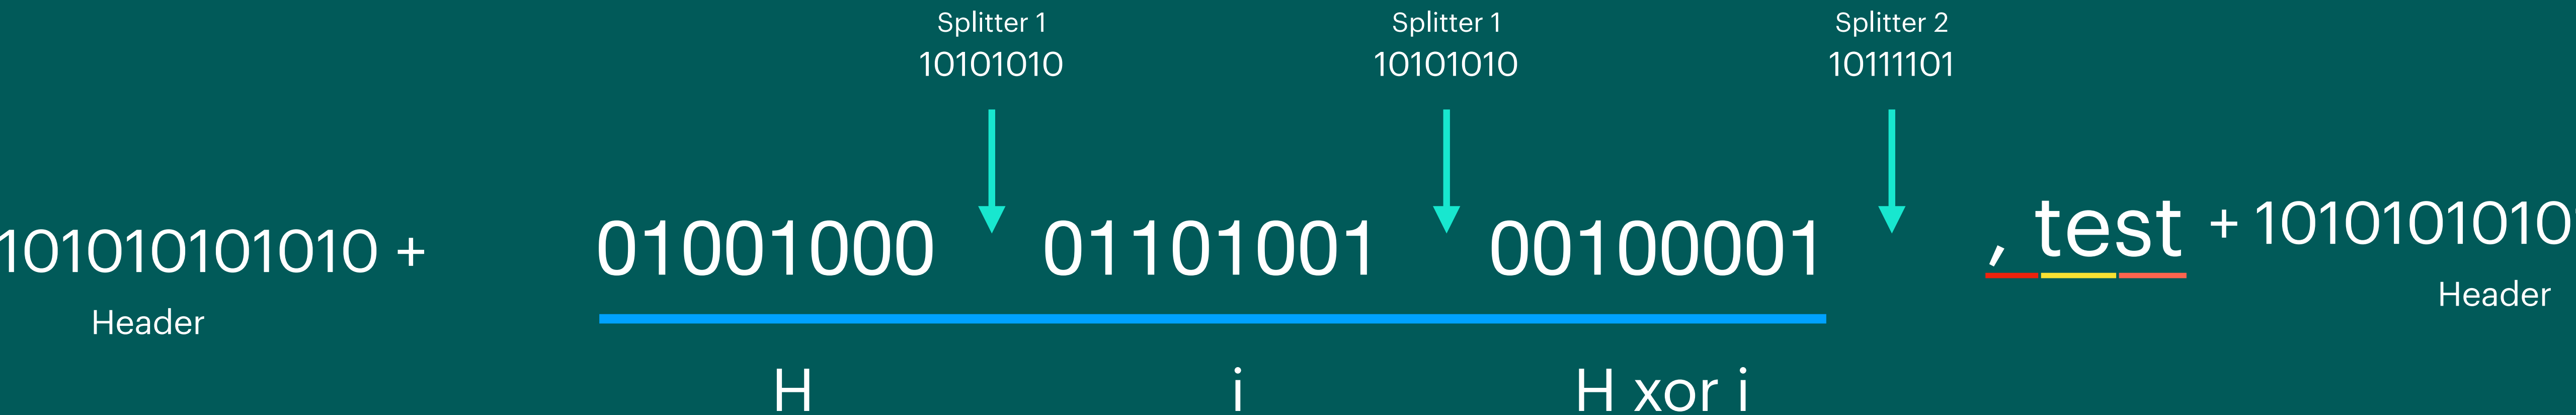 Splitter 1 Splitter 1 Splitter 2
10101010 10101010 10111101
101010101010 + 01001000 01101001 00100001 , test + 1010101010
Header Header
H i H xor i